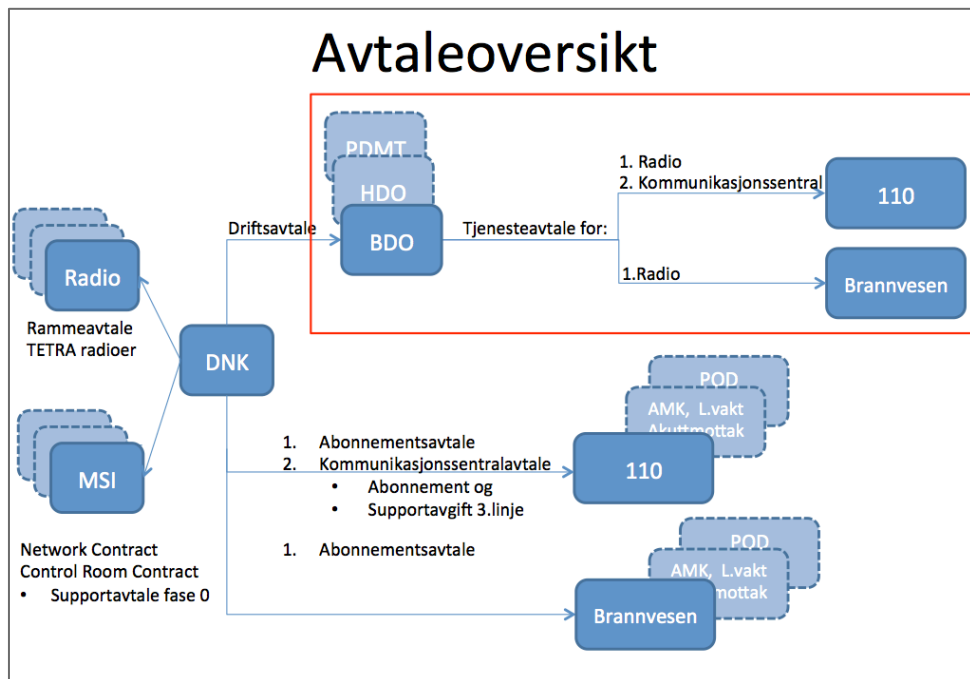 Avtaleoversikt
PDMT
HDO
BDO
Driftsavtale
Tjenesteavtale for:
1. Radio
2. Kommunikasjonssentral
110
1.Radio
Brannvesen
Radio
Rammeavtale
TETRA radioer
DNK
MSI
Network Contract
Control Room Contract
• Supportavtale fase 0
1. Abonnementsavtale
2. Kommunikasjonssentralavtale
• Abonnement og
• Supportavgift 3.linje
POD
AMK, L.vakt
Akuttmottak
110
1. Abonnementsavtale
POD
AMK, L.vakt
mottak
Brannvesen